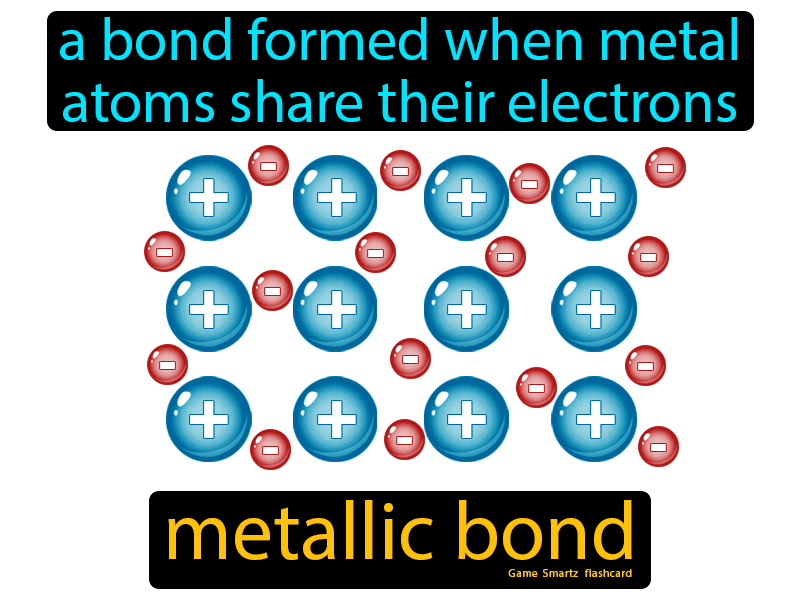 a bond formed when metal
atoms share their electrons
metallic bond
Game Smartz flashcard